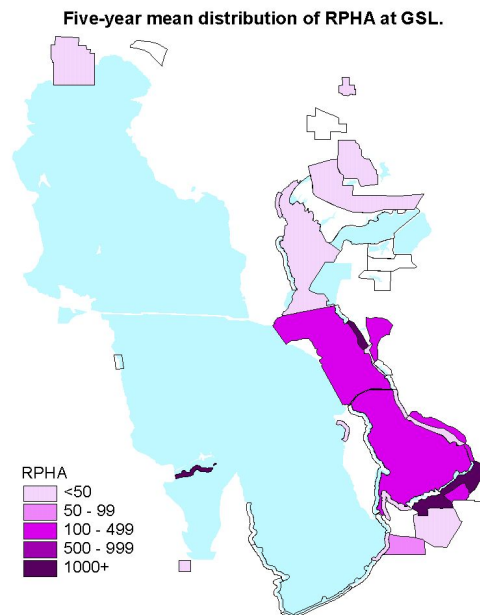 Five-year mean distribution of RPHA at GSL.
RPHA
<50
50 - 99
100 - 499
500 - 999
1000+